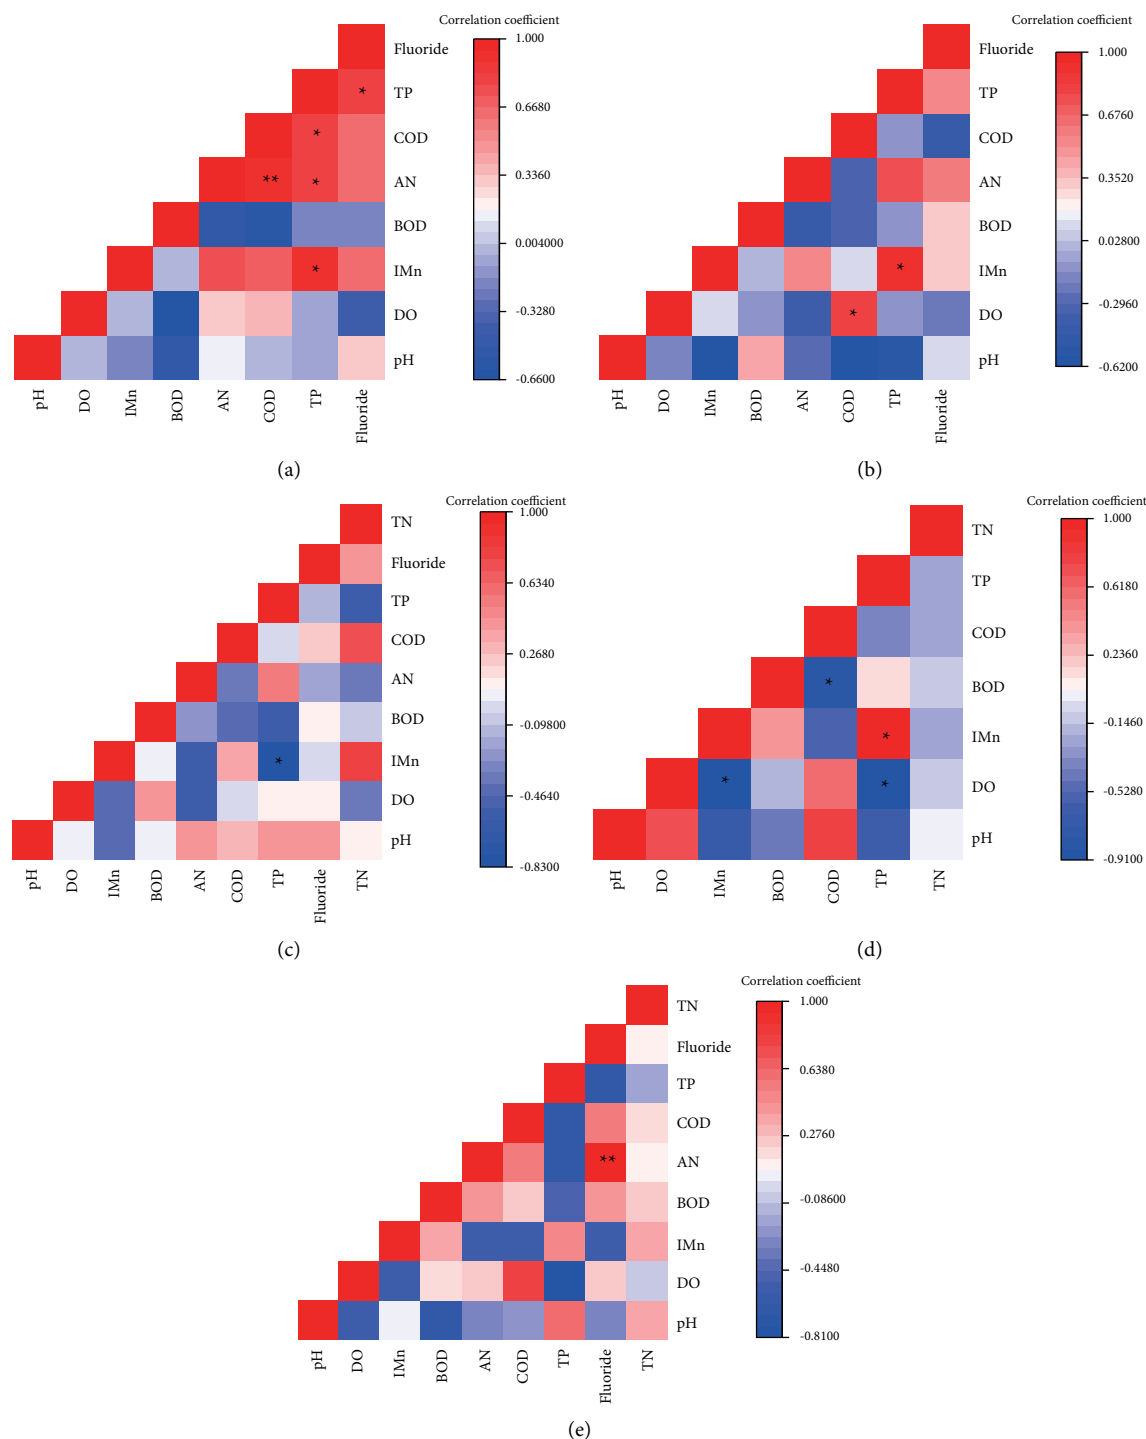 Correlation coefficient
1.000
0.6680
0.3360
0.004000
-0.3280
-0.6600
Fluoride
TP
*
COD
*
AN
**
*
BOD
IMn
*
DO
pH
pH
DO
IMn
BOD
AN
COD
TP
Fluoride
(a)
Correlation coefficient
1.000
0.6760
0.3520
0.02800
-0.2960
-0.6200
Fluoride
TP
COD
AN
BOD
IMn
*
DO
*
pH
pH
DO
IMn
BOD
AN
COD
TP
Fluoride
(b)
Correlation coefficient
1.000
0.6340
0.2680
-0.09800
-0.4640
-0.8300
TN
Fluoride
TP
COD
AN
BOD
IMn
*
DO
pH
pH
DO
IMn
BOD
AN
COD
TP
Fluoride
TN
(c)
Correlation coefficient
1.000
0.6180
0.2360
-0.1460
-0.5280
-0.9100
TN
TP
COD
BOD
*
IMn
*
DO
*
*
pH
pH
DO
IMn
BOD
COD
TP
TN
(d)
Correlation coefficient
1.000
0.6380
0.2760
-0.08600
-0.4480
-0.8100
TN
Fluoride
TP
COD
AN
**
BOD
IMn
DO
pH
pH
DO
IMn
BOD
AN
COD
TP
Fluoride
TN
(e)